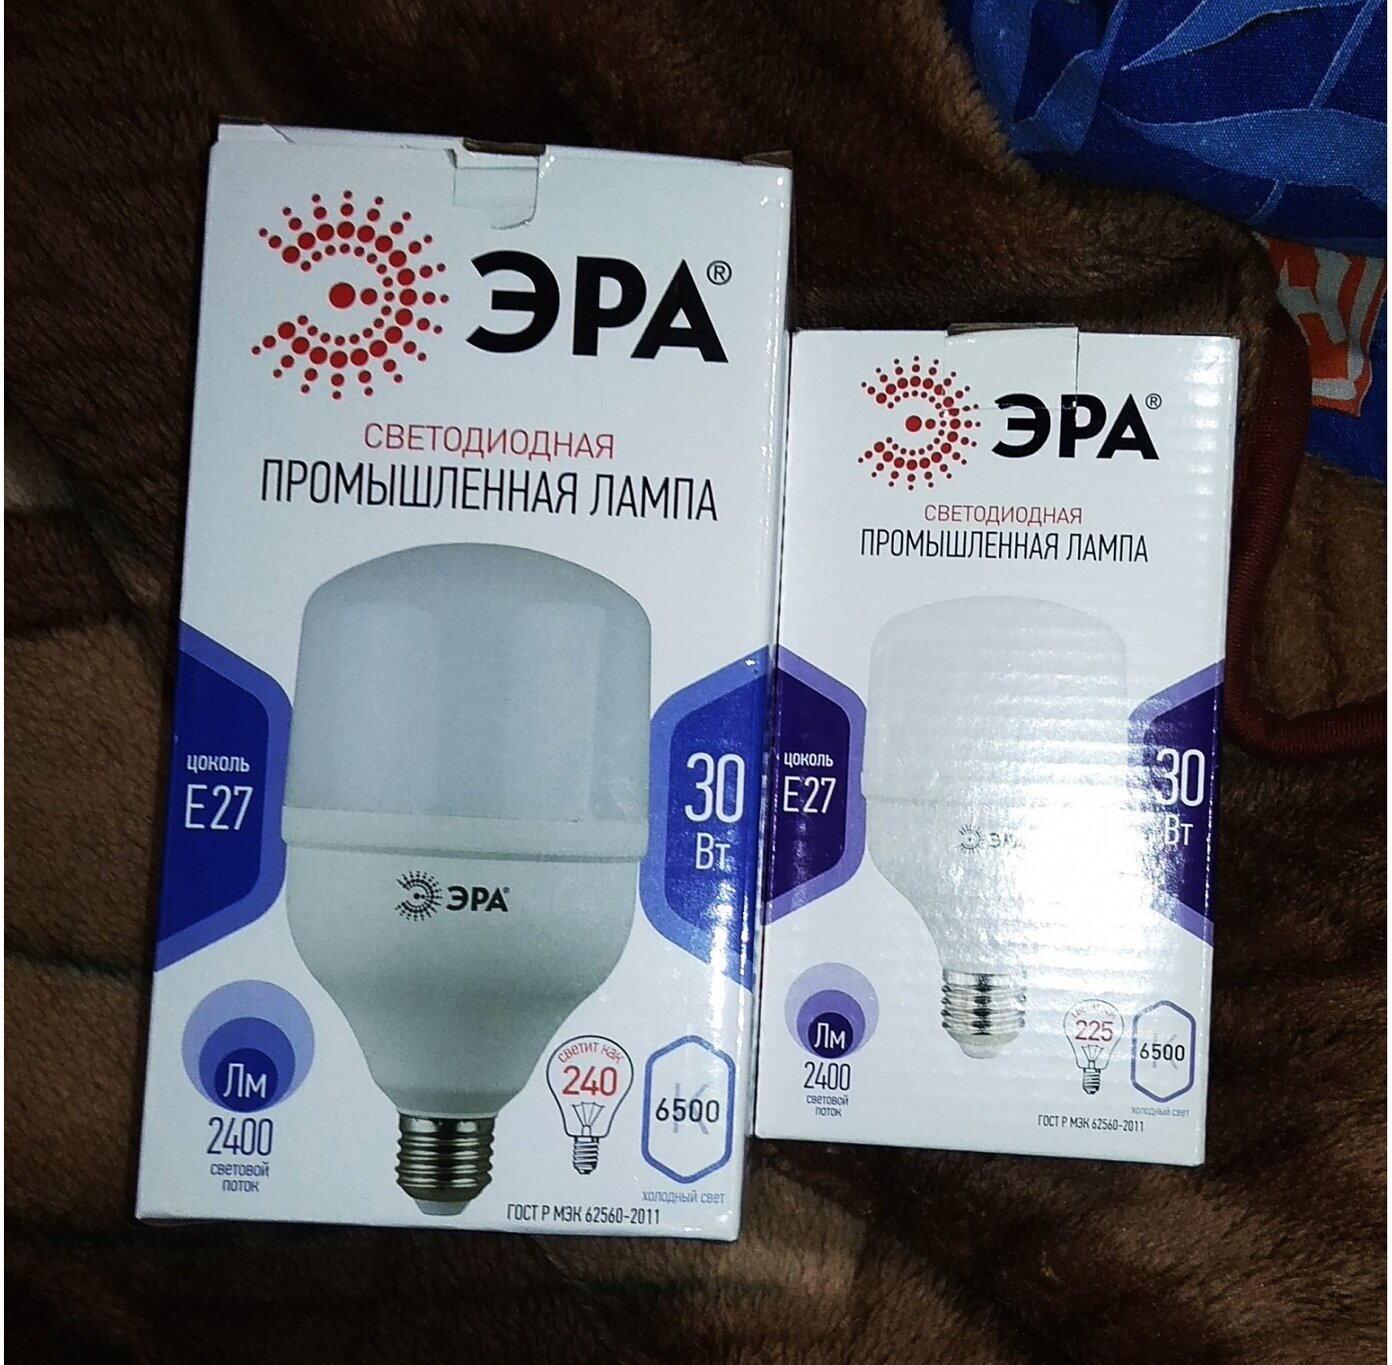 ЭРА®
СВЕТОДИОДНАЯ
ПРОМЫШЛЕННАЯ ЛАМПА
цоколь
E27
30
Вт
ЭРА®
Лм
2400
световой
поток
светит как
240
К
6500
холодный свет
ГОСТ Р МЭК 62560-2011
ЭРА®
СВЕТОДИОДНАЯ
ПРОМЫШЛЕННАЯ ЛАМПА
цоколь
E27
30
Вт
Лм
2400
световой
поток
225
К
6500
холодный свет
ГОСТ Р МЭК 62560-2011